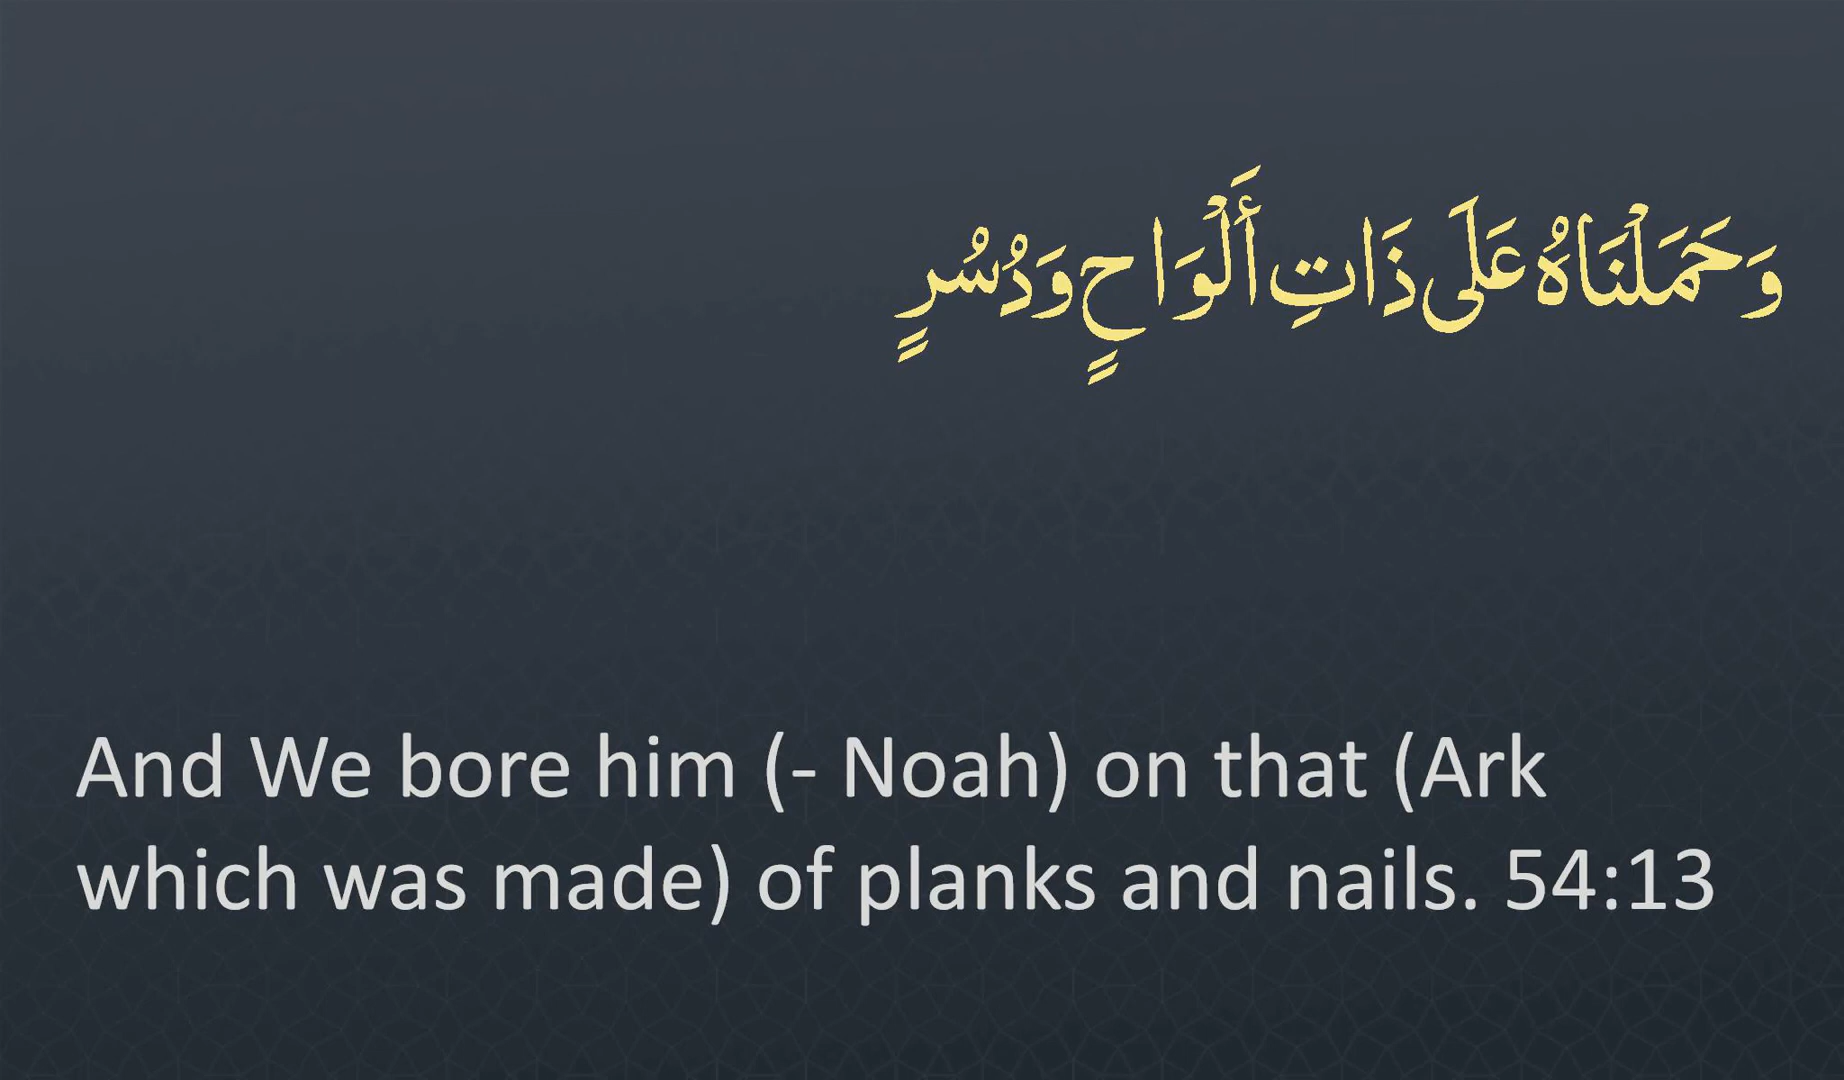 وَحَمَلْنَاهُ عَلَى ذَاتِ أَلْوَاحٍ وَدُسُرٍ
And We bore him (- Noah) on that (Ark
which was made) of planks and nails. 54:13